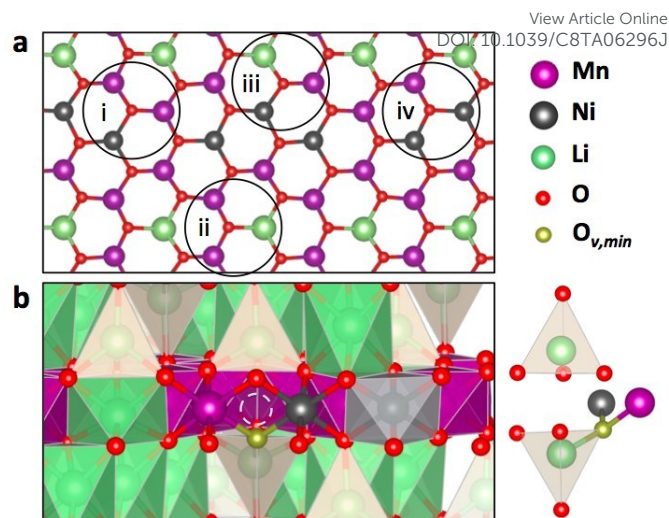 View Article Online
DOI: 10.1039/C8TA06296J
a
i
ii
iii
iv
Mn
Ni
Li
O
Ov,min
b